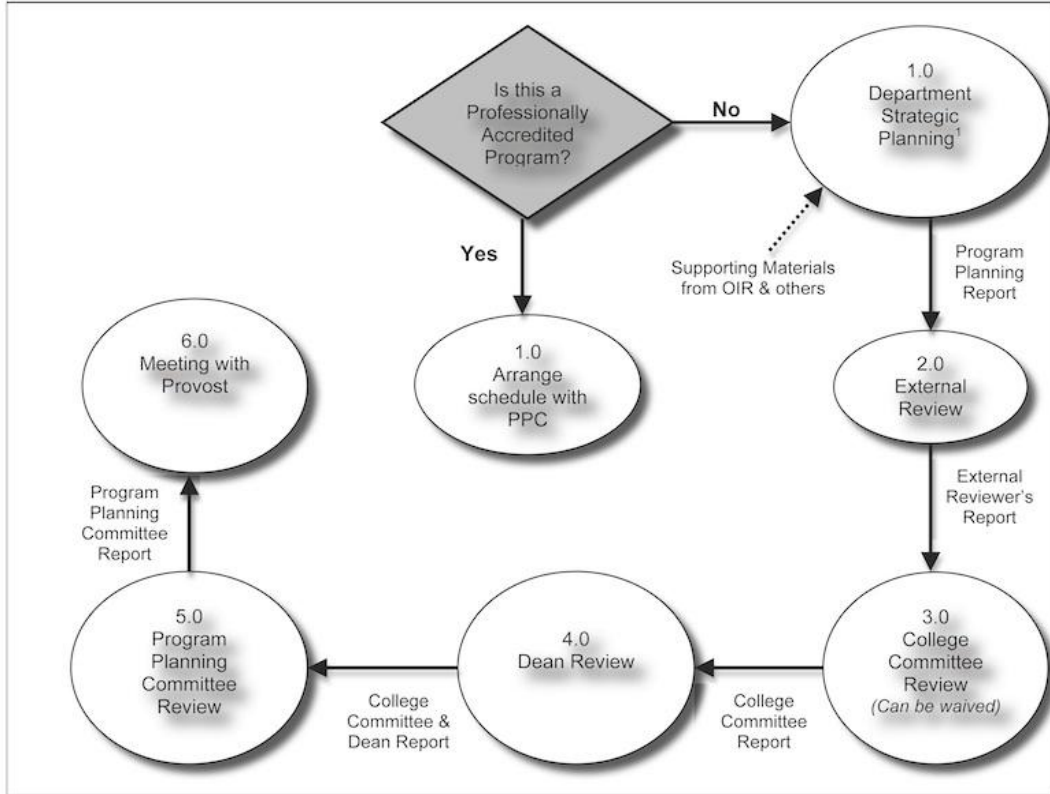 Is this a
Professionally
Accredited
Program?
No
1.0
Department
Strategic
Planning¹
Yes
Supporting Materials
from OIR & others
Program
Planning
Report
6.0
Meeting with
Provost
1.0
Arrange
schedule with
PPC
2.0
External
Review
Program
Planning
Committee
Report
External
Reviewer's
Report
5.0
Program
Planning
Committee
Review
4.0
Dean Review
3.0
College
Committee
Review
(Can be waived)
College
Committee &
Dean Report
College
Committee
Report